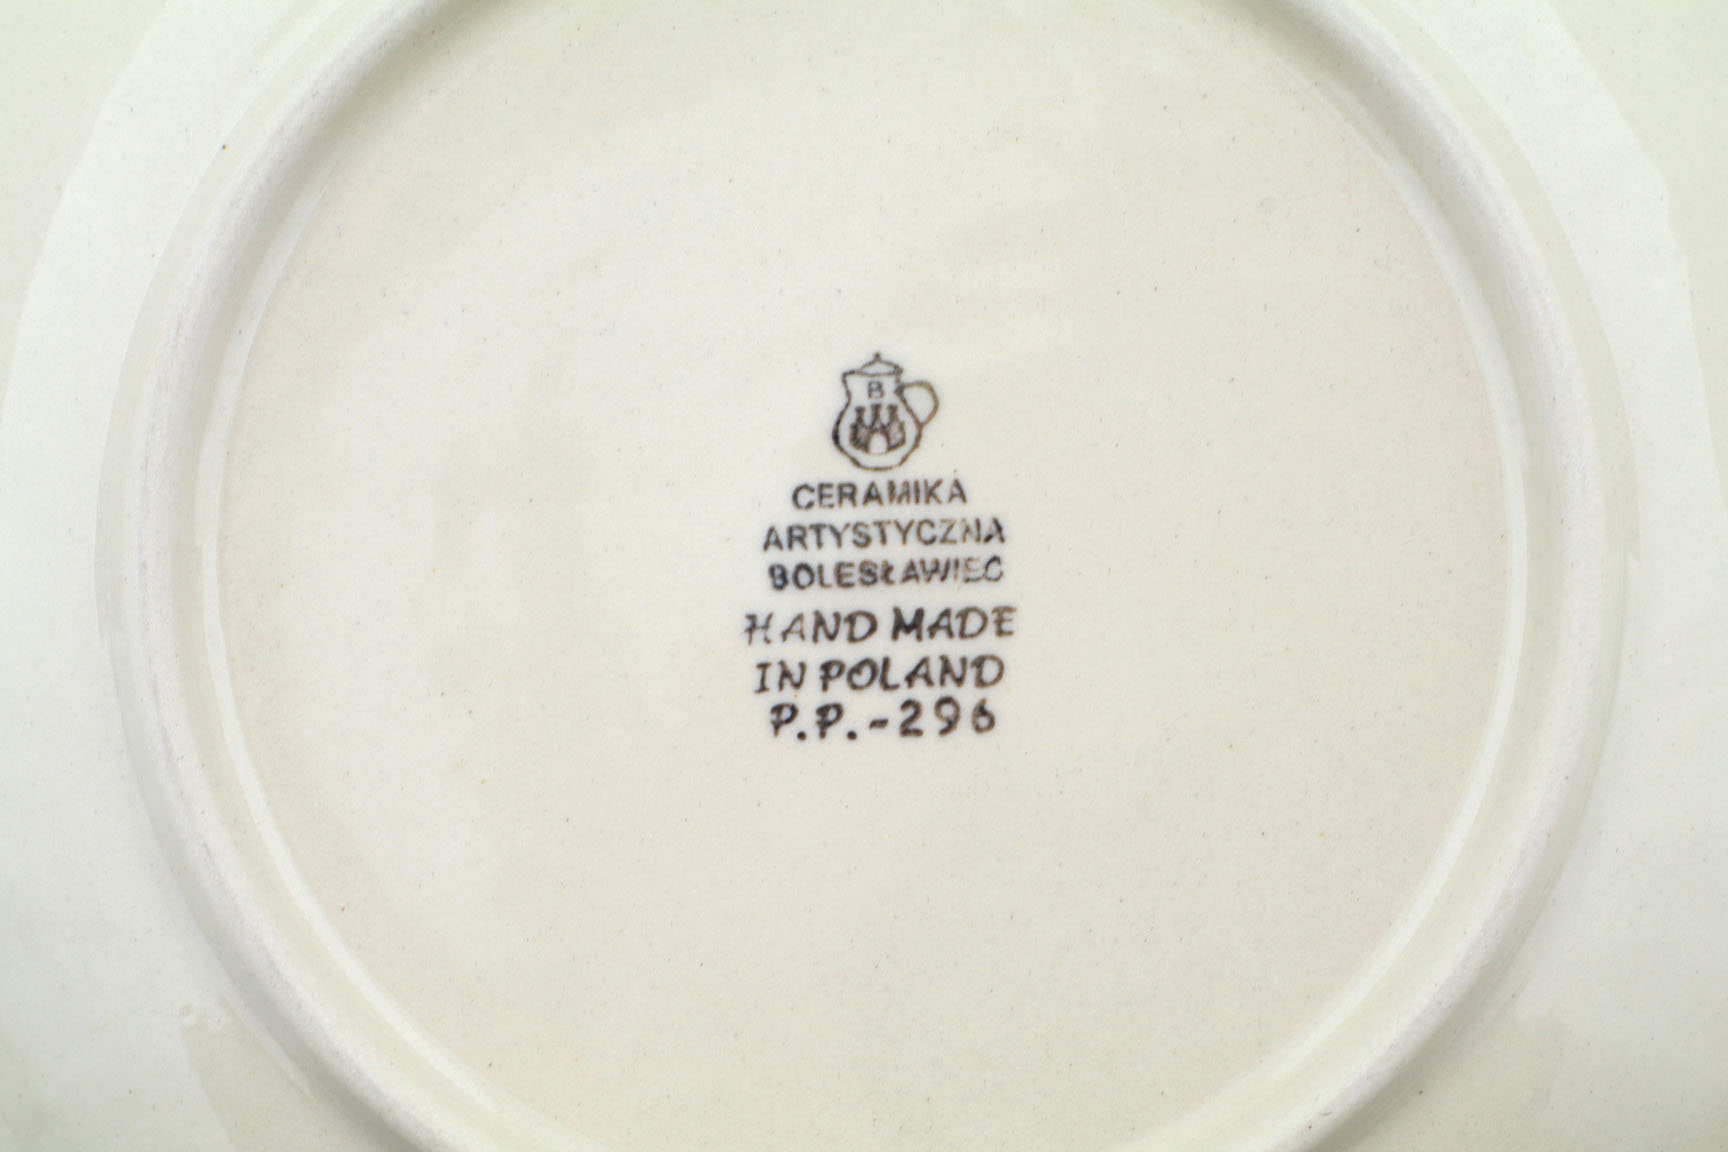 B
CERAMIKA
ARTYSTYCZNA
BOLESŁAWIEC
HAND MADE
IN POLAND
P.P.-296